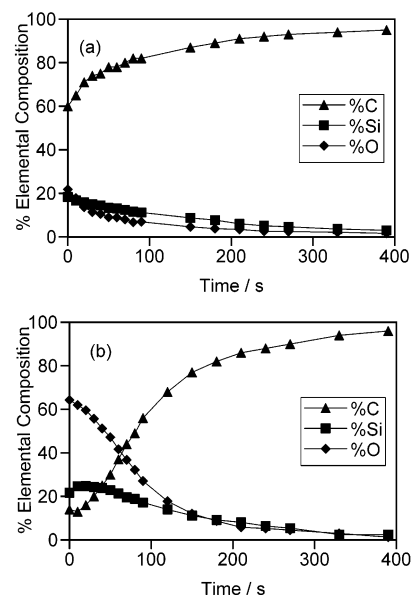 (a)
% Elemental Composition
100
80
60
40
20
0
0 100 200 300 400
Time / s
%C
%Si
%O
(b)
% Elemental Composition
100
80
60
40
20
0
0 100 200 300 400
Time / s
%C
%Si
%O